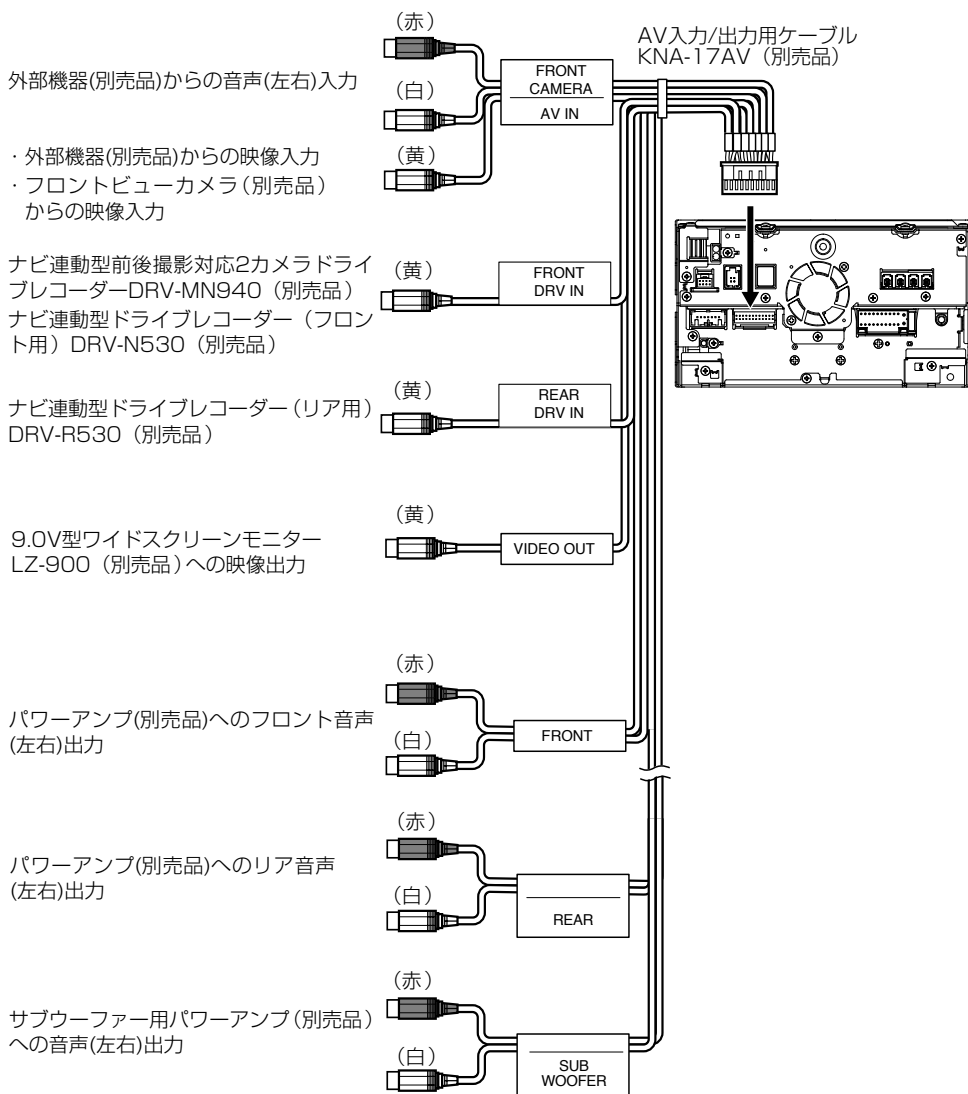 (赤)
AV入力/出力用ケーブル
KNA-17AV（別売品）
外部機器(別売品)からの音声(左右)入力
FRONT
CAMERA
AV IN
(白)
・外部機器(別売品)からの映像入力
・フロントビューカメラ（別売品）
からの映像入力
(黄)
ナビ連動型前後撮影対応2カメラドライ
ブレコーダーDRV-MN940（別売品）
ナビ連動型ドライブレコーダー（フロン
ト用）DRV-N530（別売品）
(黄)
FRONT
DRV IN
ナビ連動型ドライブレコーダー（リア用）
DRV-R530（別売品）
(黄)
REAR
DRV IN
9.0V型ワイドスクリーンモニター
LZ-900（別売品）への映像出力
(黄)
VIDEO OUT
(赤)
パワーアンプ(別売品)へのフロント音声
(左右)出力
(白)
FRONT
(赤)
パワーアンプ(別売品)へのリア音声
(左右)出力
(白)
REAR
(赤)
サブウーファー用パワーアンプ（別売品）
への音声(左右)出力
(白)
SUB
WOOFER